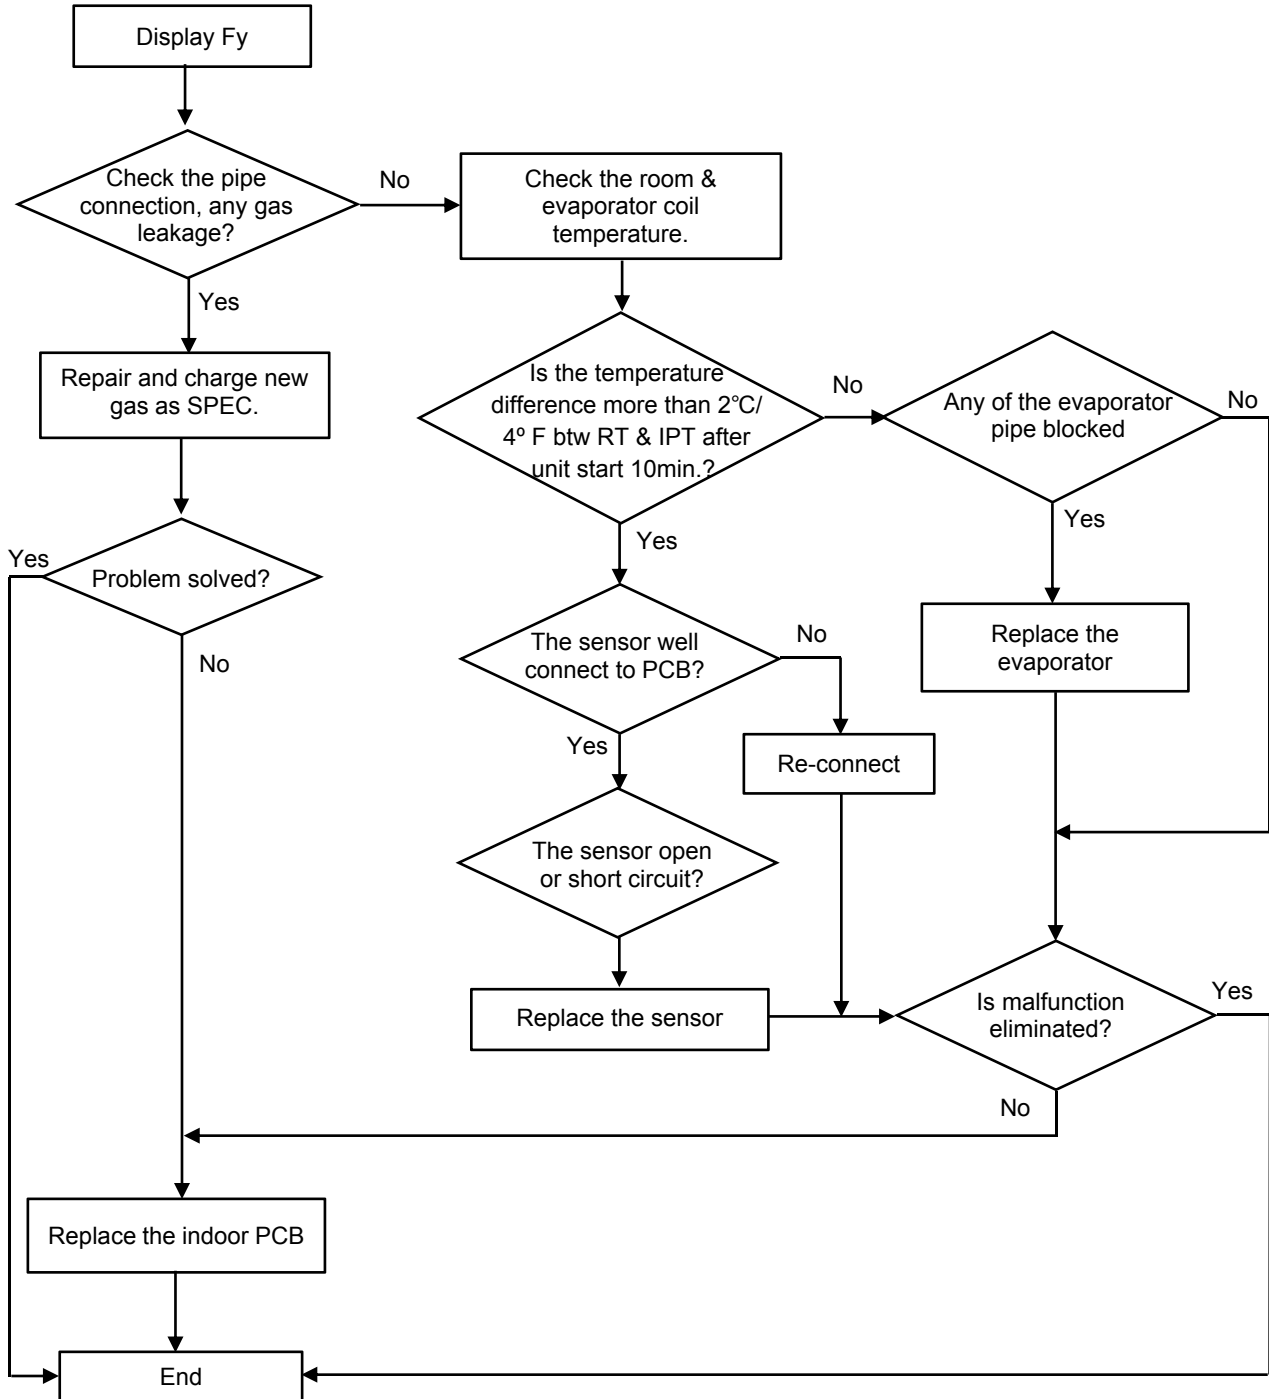 Display Fy
Check the pipe
connection, any gas
leakage?
No
Check the room &
evaporator coil
temperature.
Yes
Repair and charge new
gas as SPEC.
Is the temperature
difference more than 2℃/
4º F btw RT & IPT after
unit start 10min.?
No
Any of the evaporator
pipe blocked
No
Yes
Yes
Yes
Problem solved?
No
The sensor well
connect to PCB?
No
Replace the
evaporator
Yes
Re-connect
The sensor open
or short circuit?
Replace the sensor
Is malfunction
eliminated?
Yes
No
Replace the indoor PCB
End